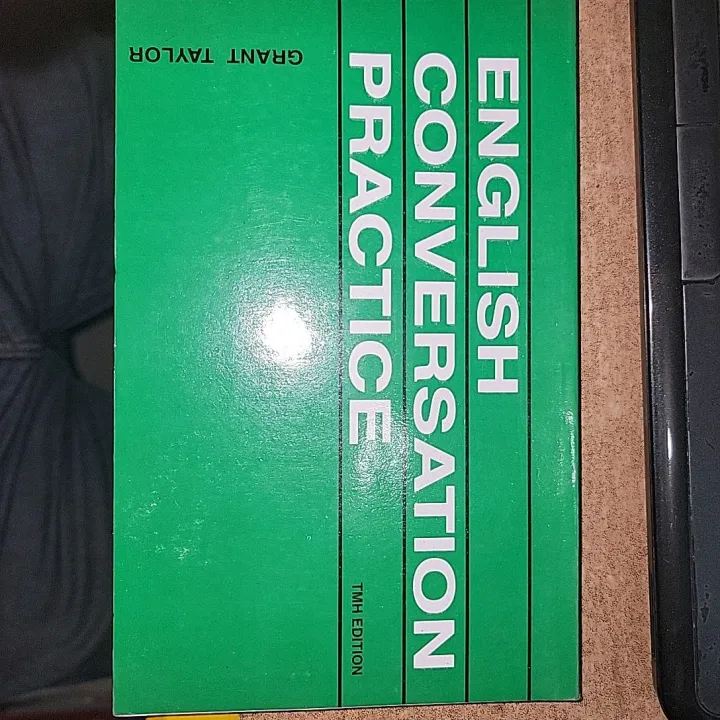 ENGLISH
CONVERSATION
PRACTICE
TMH EDITION
GRANT TAYLOR